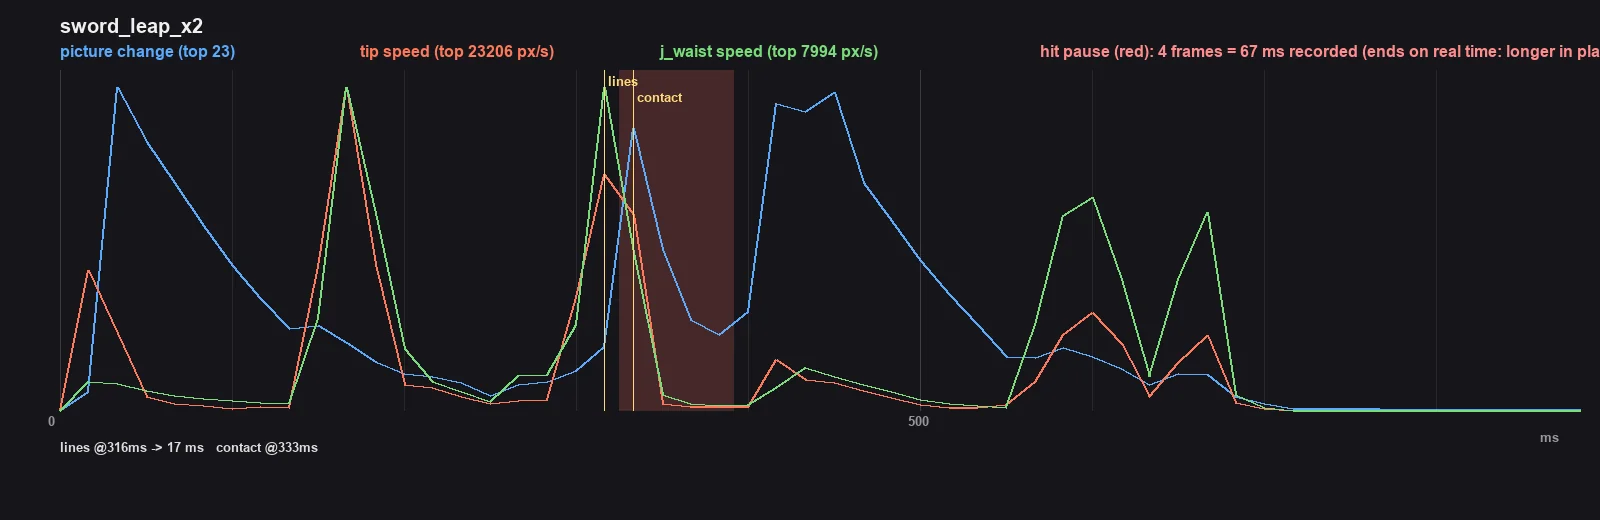 sword_leap_x2
picture change (top 23) tip speed (top 23206 px/s) j_waist speed (top 7994 px/s) hit pause (red): 4 frames = 67 ms recorded (ends on real time: longer in pla
lines
contact
0 500
ms
lines @316ms -> 17 ms contact @333ms